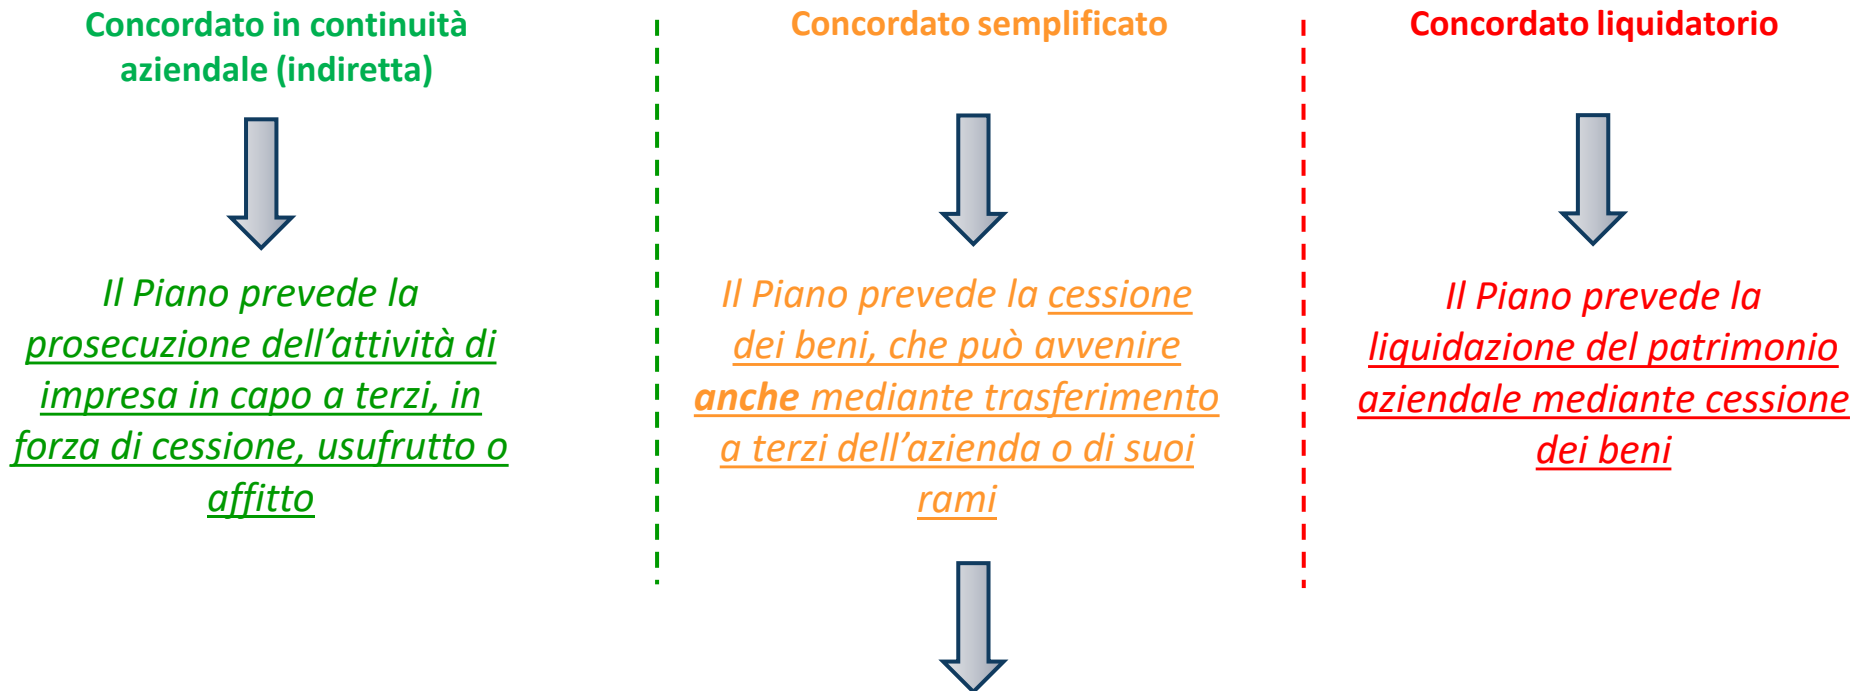 Concordato in continuità
aziendale (indiretta)
Il Piano prevede la
prosecuzione dell’attività di
impresa in capo a terzi, in
forza di cessione, usufrutto o
affitto
Concordato semplificato
Il Piano prevede la cessione
dei beni, che può avvenire
anche mediante trasferimento
a terzi dell’azienda o di suoi
rami
Concordato liquidatorio
Il Piano prevede la
liquidazione del patrimonio
aziendale mediante cessione
dei beni